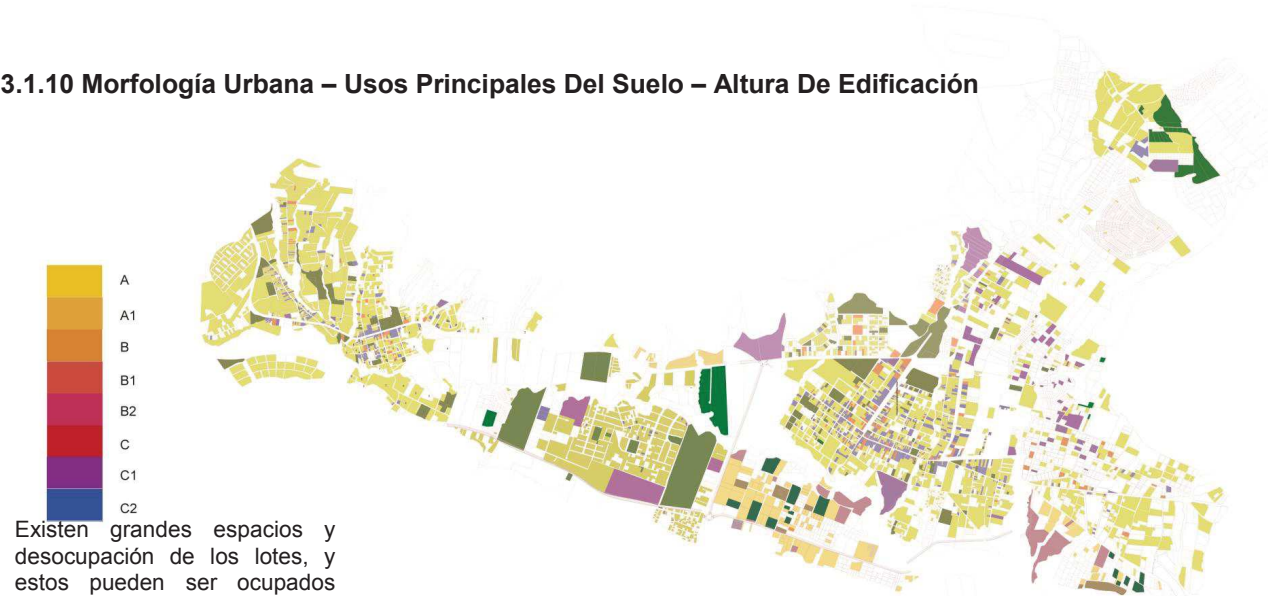 3.1.10 Morfología Urbana – Usos Principales Del Suelo – Altura De Edificación
A
A1
B
B1
B2
C
C1
C2
Existen grandes espacios y
desocupación de los lotes, y
estos pueden ser ocupados